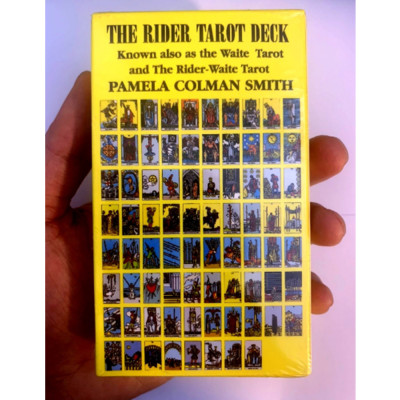 THE RIDER TAROT DECK
Known also as the Waite Tarot
and The Rider-Waite Tarot
PAMELA COLMAN SMITH